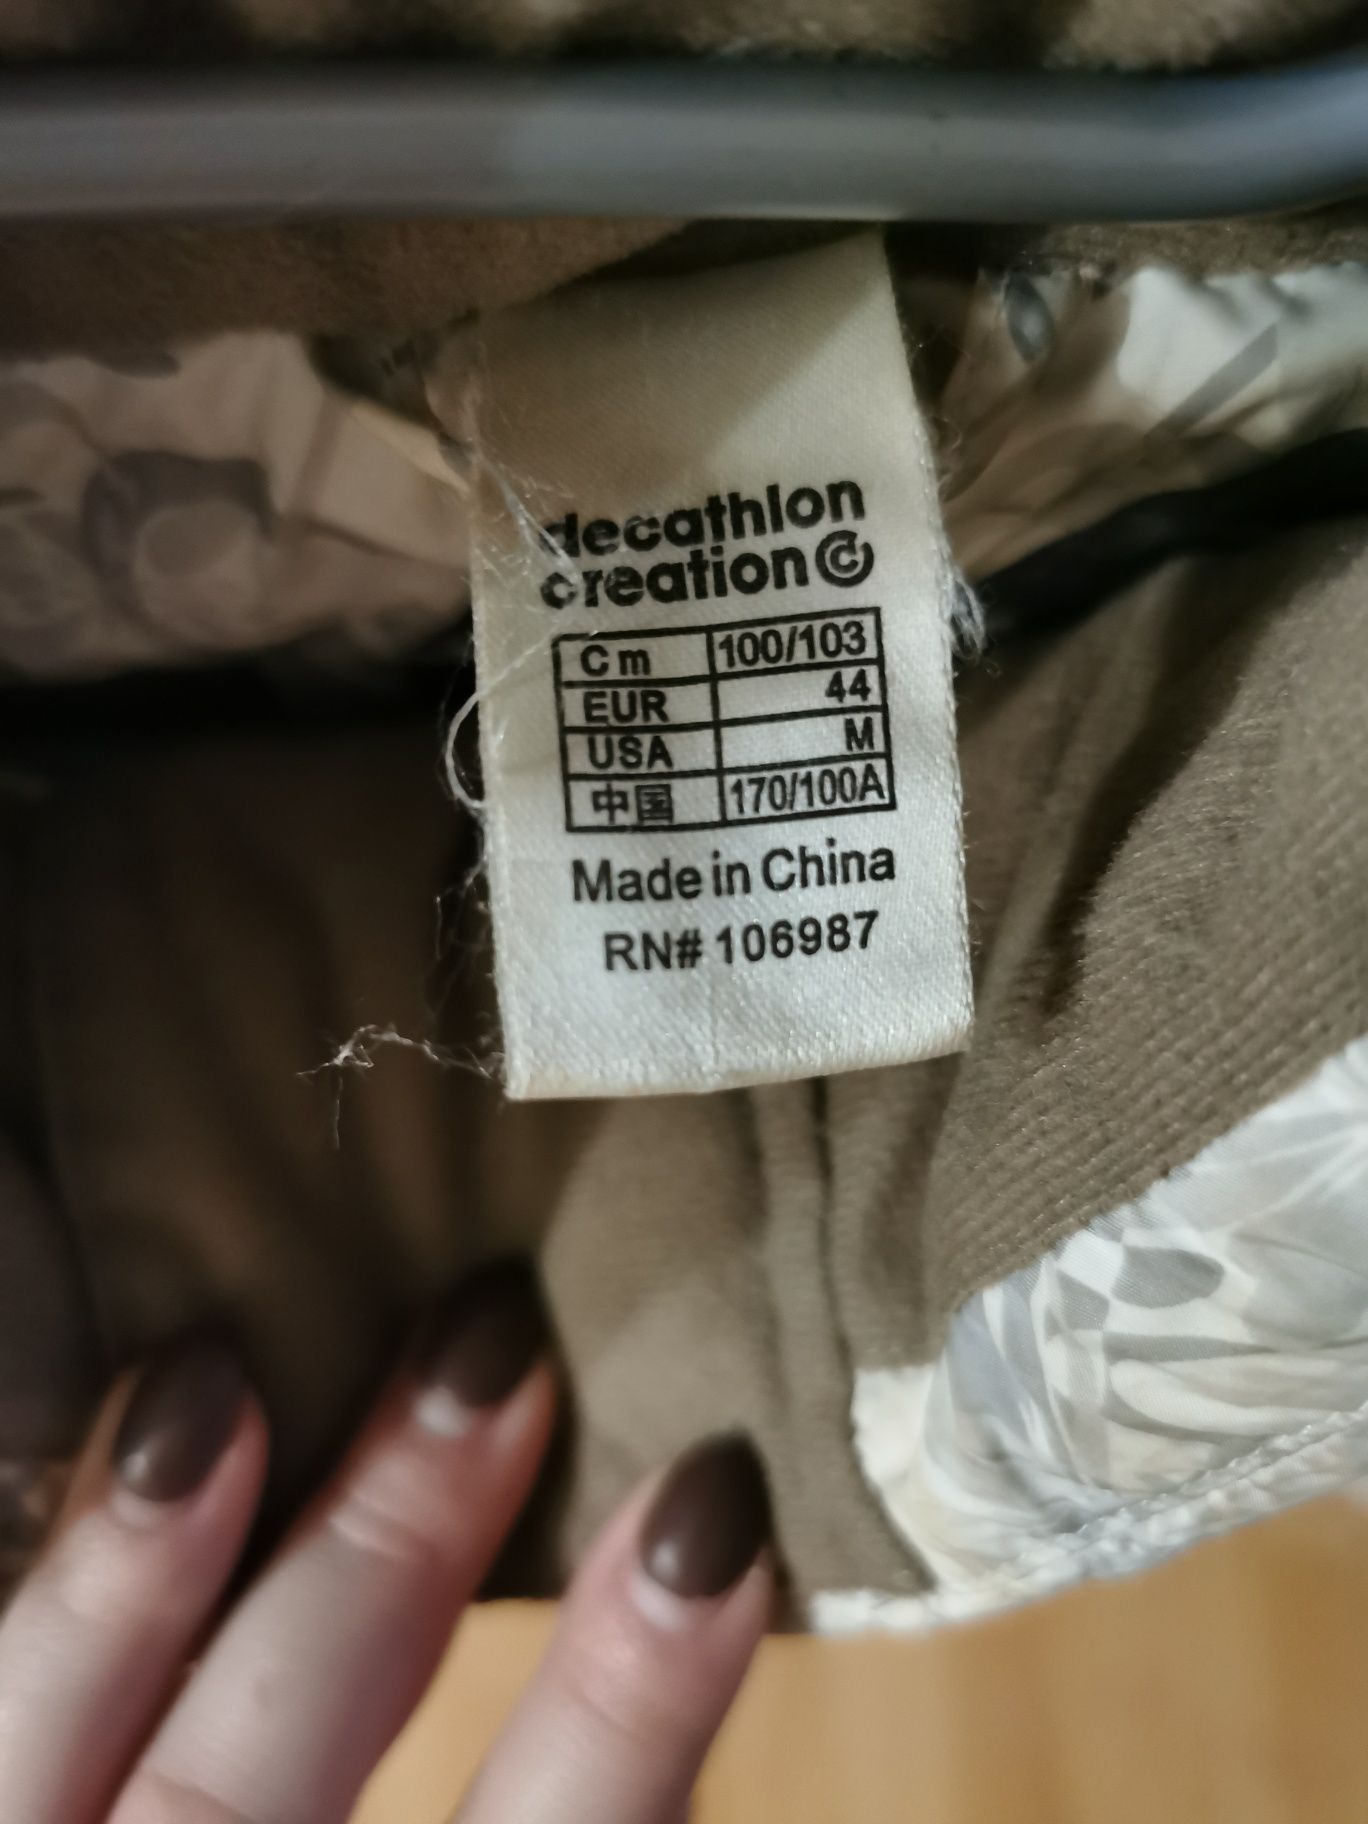 decathlon
creation ©
Cm 100/103
EUR 44
USA M
中国 170/100A
Made in China
RN# 106987